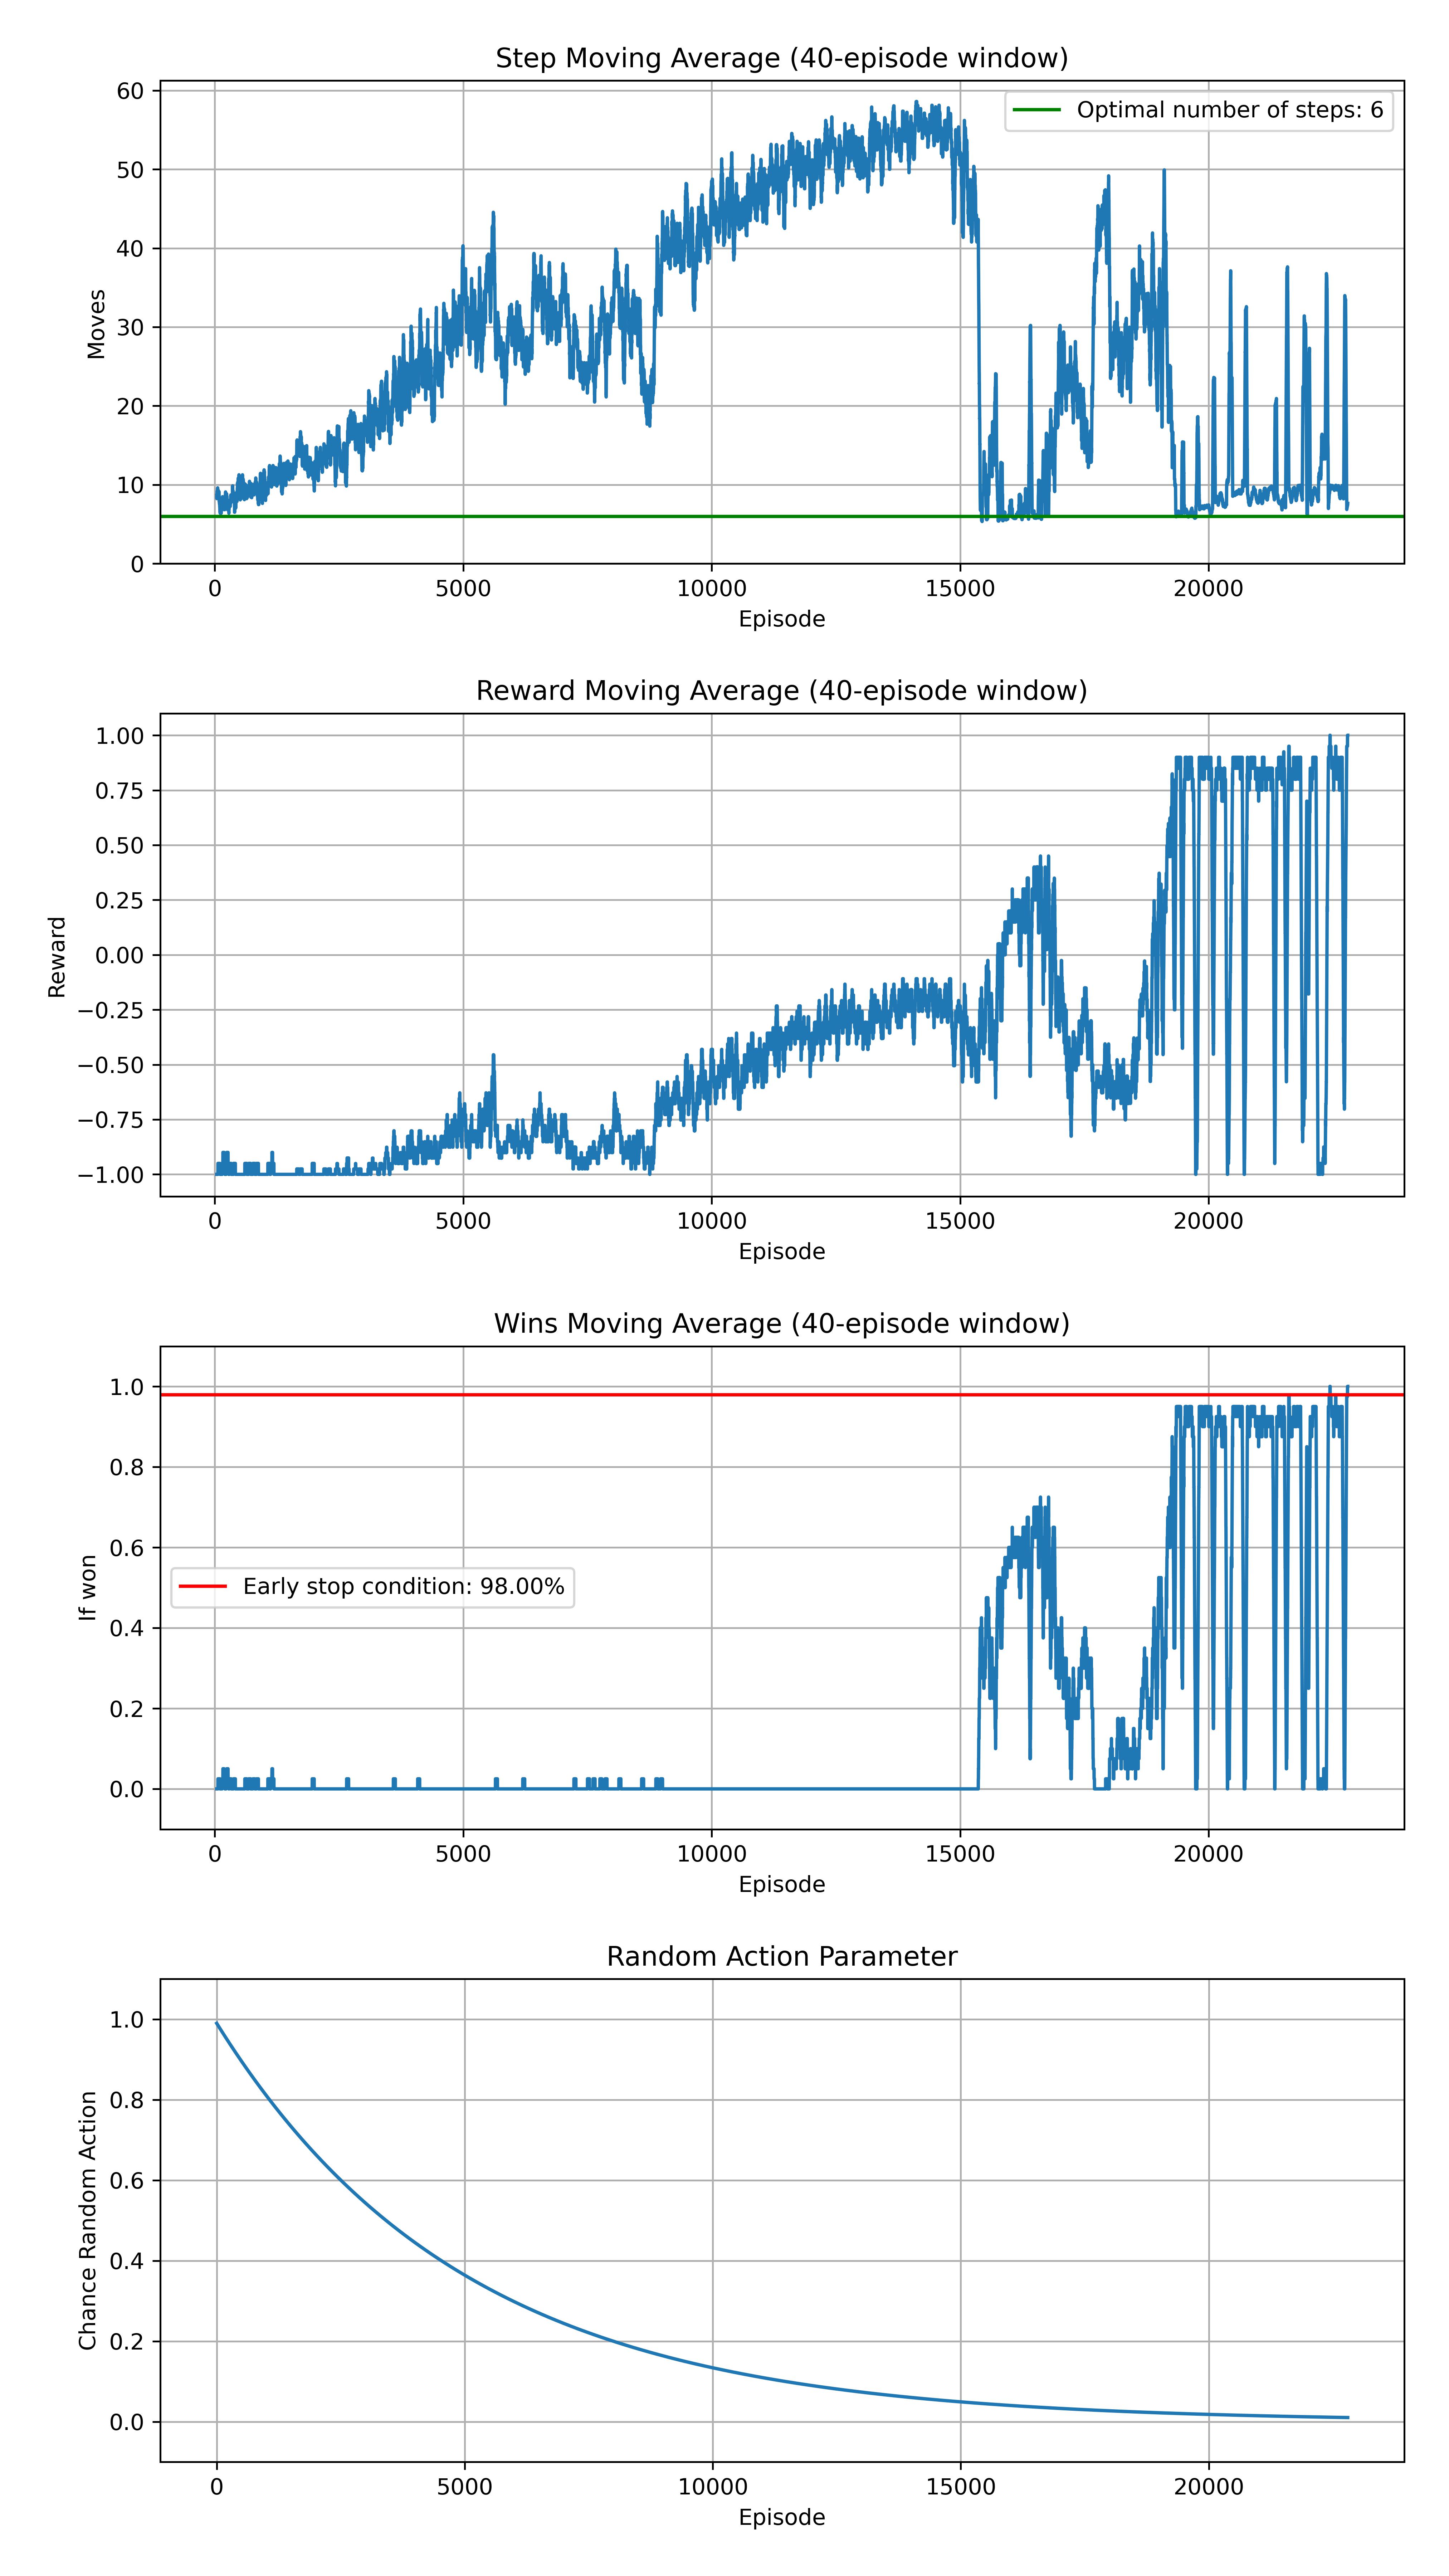 Step Moving Average (40-episode window)
60
50
40
30
20
10
0
Moves
Optimal number of steps: 6
0 5000 10000 15000 20000
Episode
Reward Moving Average (40-episode window)
1.00
0.75
0.50
0.25
0.00
−0.25
−0.50
−0.75
−1.00
Reward
0 5000 10000 15000 20000
Episode
Wins Moving Average (40-episode window)
1.0
0.8
0.6
0.4
0.2
0.0
If won
Early stop condition: 98.00%
0 5000 10000 15000 20000
Episode
Random Action Parameter
1.0
0.8
0.6
0.4
0.2
0.0
Chance Random Action
0 5000 10000 15000 20000
Episode